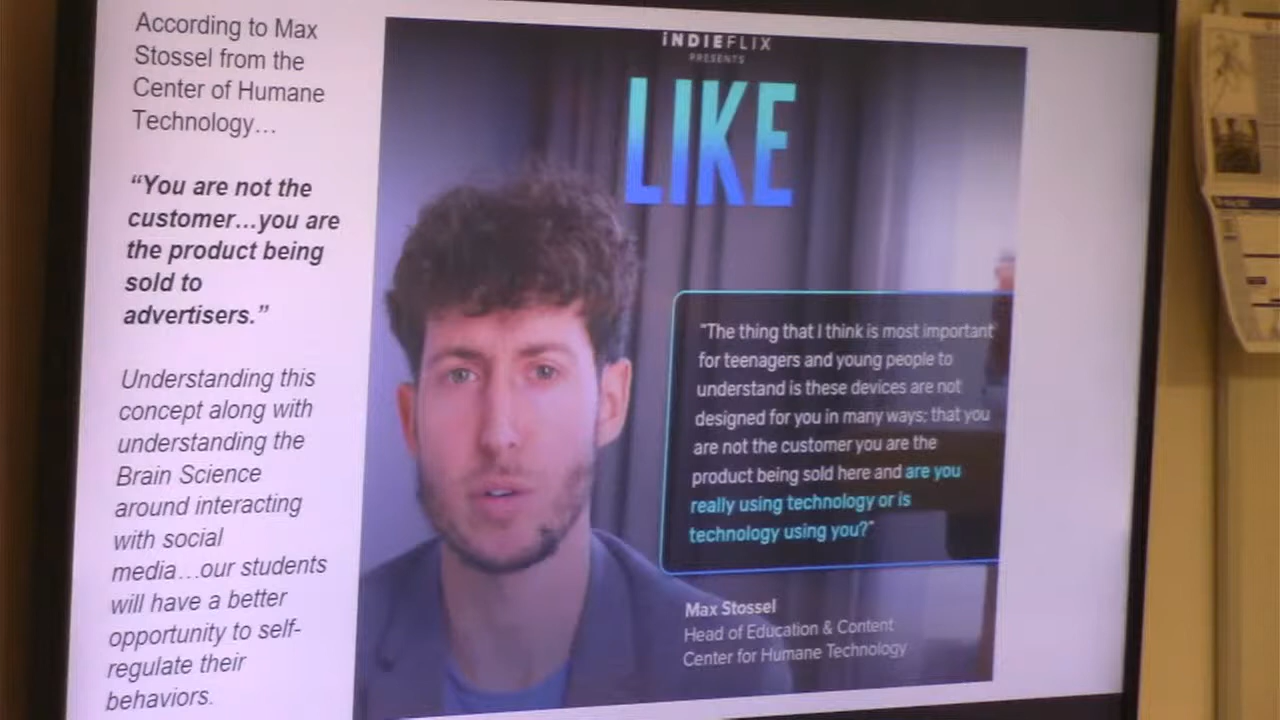 According to Max
Stossel from the
Center of Humane
Technology…
“You are not the
customer…you are
the product being
sold to
advertisers.”
Understanding this
concept along with
understanding the
Brain Science
around interacting
with social
media…our students
will have a better
opportunity to self-
regulate their
behaviors.
iNDIEFLIX
PRESENTS
LIKE
"The thing that I think is most important
for teenagers and young people to
understand is these devices are not
designed for you in many ways; that you
are not the customer you are the
product being sold here and are you
really using technology or is
technology using you?"
Max Stossel
Head of Education & Content
Center for Humane Technology